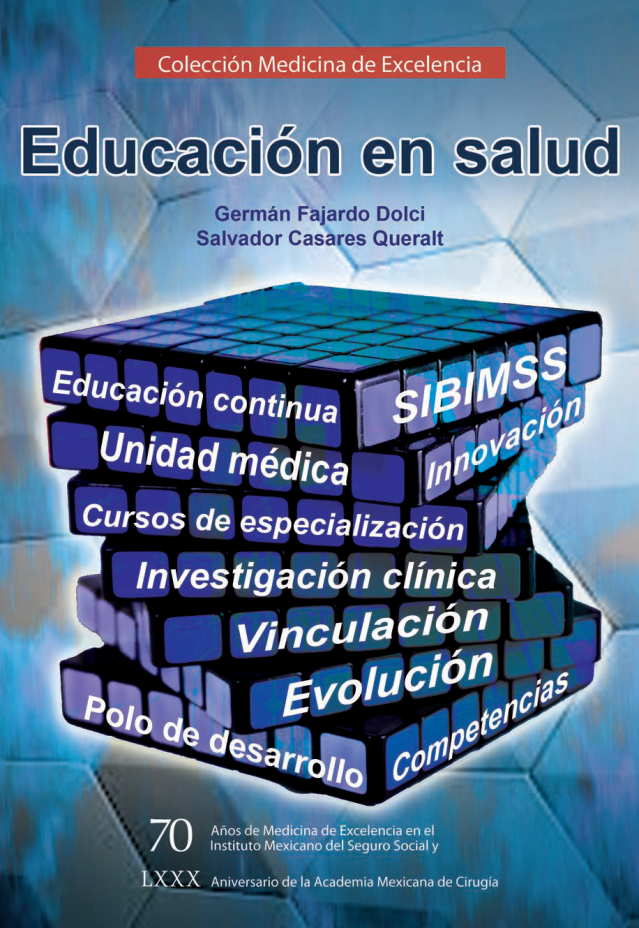 Colección Medicina de Excelencia
Educación en salud
Germán Fajardo Dolci
Salvador Casares Queralt
Educación continua
SIBIMSS
Unidad médica
Innovación
Cursos de especialización
Investigación clínica
Vinculación
Evolución
Polo de desarrollo
Competencias
70 Años de Medicina de Excelencia en el
Instituto Mexicano del Seguro Social y
LXXX Aniversario de la Academia Mexicana de Cirugía